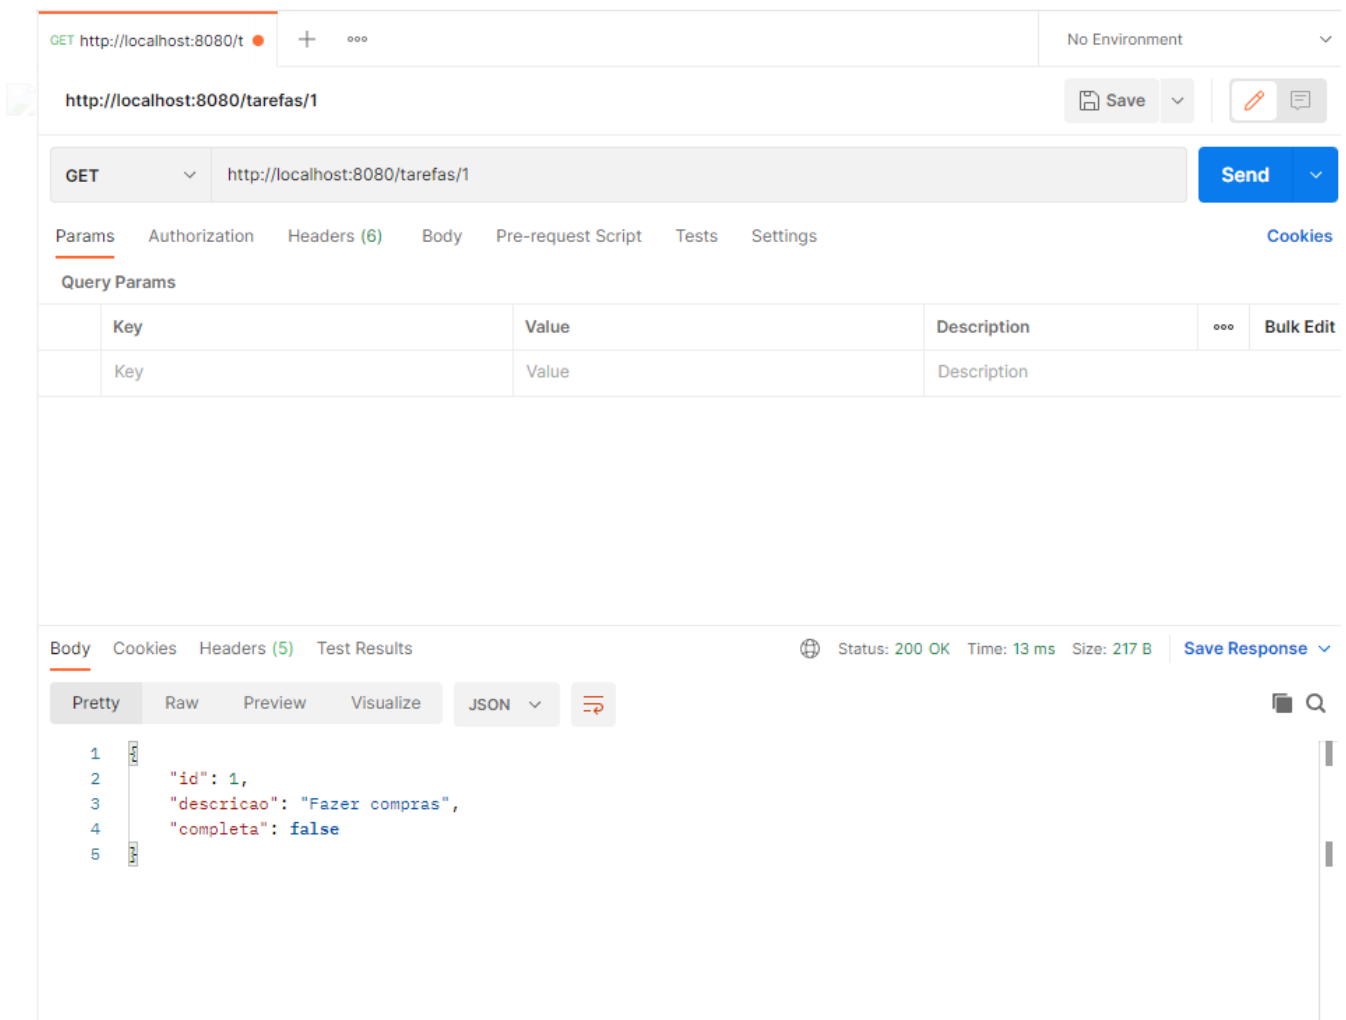 GET http://localhost:8080/t
No Environment
http://localhost:8080/tarefas/1
Save
GET http://localhost:8080/tarefas/1 Send
Params Authorization Headers (6) Body Pre-request Script Tests Settings Cookies
Query Params
Key Value Description Bulk Edit
Key Value Description
Body Cookies Headers (5) Test Results Status: 200 OK Time: 13 ms Size: 217 B Save Response
Pretty Raw Preview Visualize JSON
1 {
2 "id": 1,
3 "descricao": "Fazer compras",
4 "completa": false
5 }